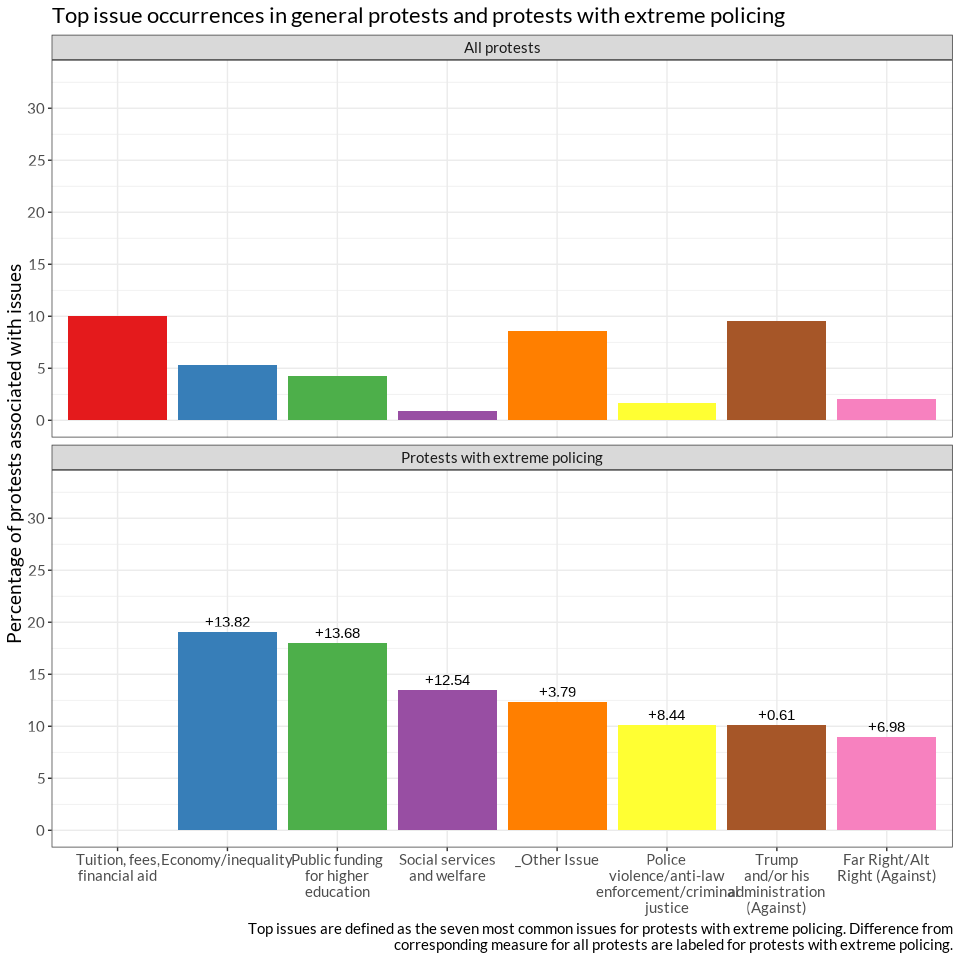 Top issue occurrences in general protests and protests with extreme policing
All protests
Percentage of protests associated with issues
30
25
20
15
10
5
0
Protests with extreme policing
30
25
20
15
10
5
0
+13.82
+13.68
+12.54
+3.79
+8.44
+0.61
+6.98
Tuition, fees,
financial aid
Economy/inequality
Public funding
for higher
education
Social services
and welfare
_Other Issue
Police
violence/anti-law
enforcement/criminal
justice
Trump
and/or his
administration
(Against)
Far Right/Alt
Right (Against)
Top issues are defined as the seven most common issues for protests with extreme policing. Difference from
corresponding measure for all protests are labeled for protests with extreme policing.